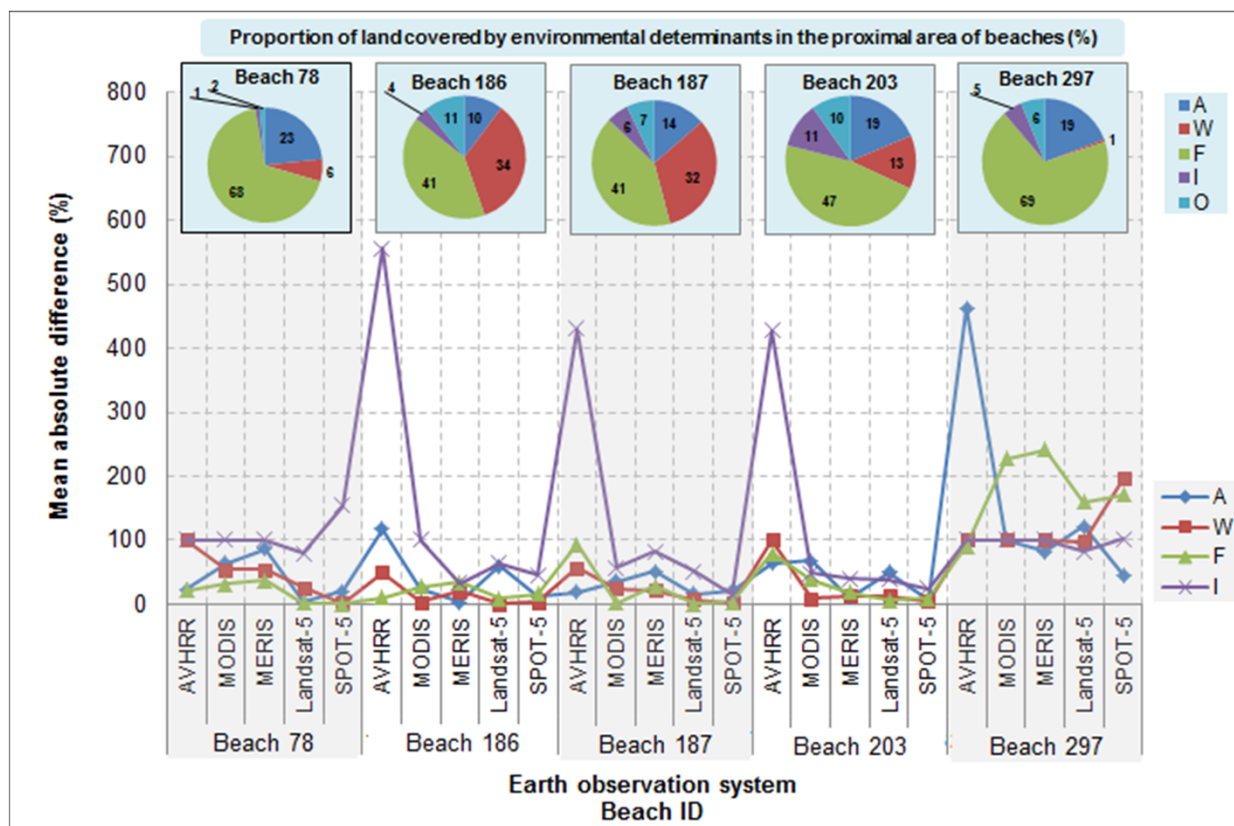 Proportion of land covered by environmental determinants in the proximal area of beaches (%)
Beach 78
1
2
23
6
68
Beach 186
4
11
10
34
41
Beach 187
6
7
14
32
41
Beach 203
11
10
19
13
47
Beach 297
5
6
19
1
69
A
W
F
I
O
Mean absolute difference (%)
800
700
600
500
400
300
200
100
0
A
W
F
I
AVHRR
MODIS
MERIS
Landsat-5
SPOT-5
AVHRR
MODIS
MERIS
Landsat-5
SPOT-5
AVHRR
MODIS
MERIS
Landsat-5
SPOT-5
AVHRR
MODIS
MERIS
Landsat-5
SPOT-5
AVHRR
MODIS
MERIS
Landsat-5
SPOT-5
Beach 78
Beach 186
Beach 187
Beach 203
Beach 297
Earth observation system
Beach ID